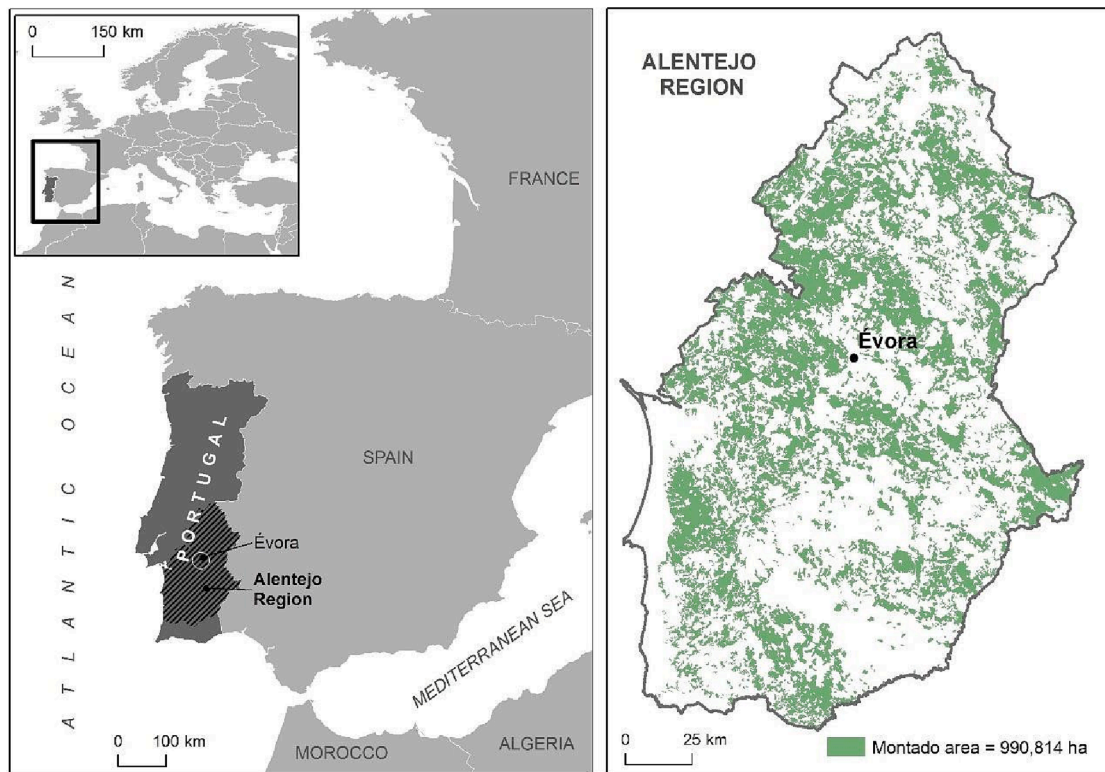 0 150 km
FRANCE
ATLANTIC OCEAN
PORTUGAL
SPAIN
Évora
Alentejo
Region
MEDITERRANEAN SEA
0 100 km
MOROCCO
ALGERIA
ALENTEJO
REGION
Évora
0 25 km
Montado area = 990,814 ha